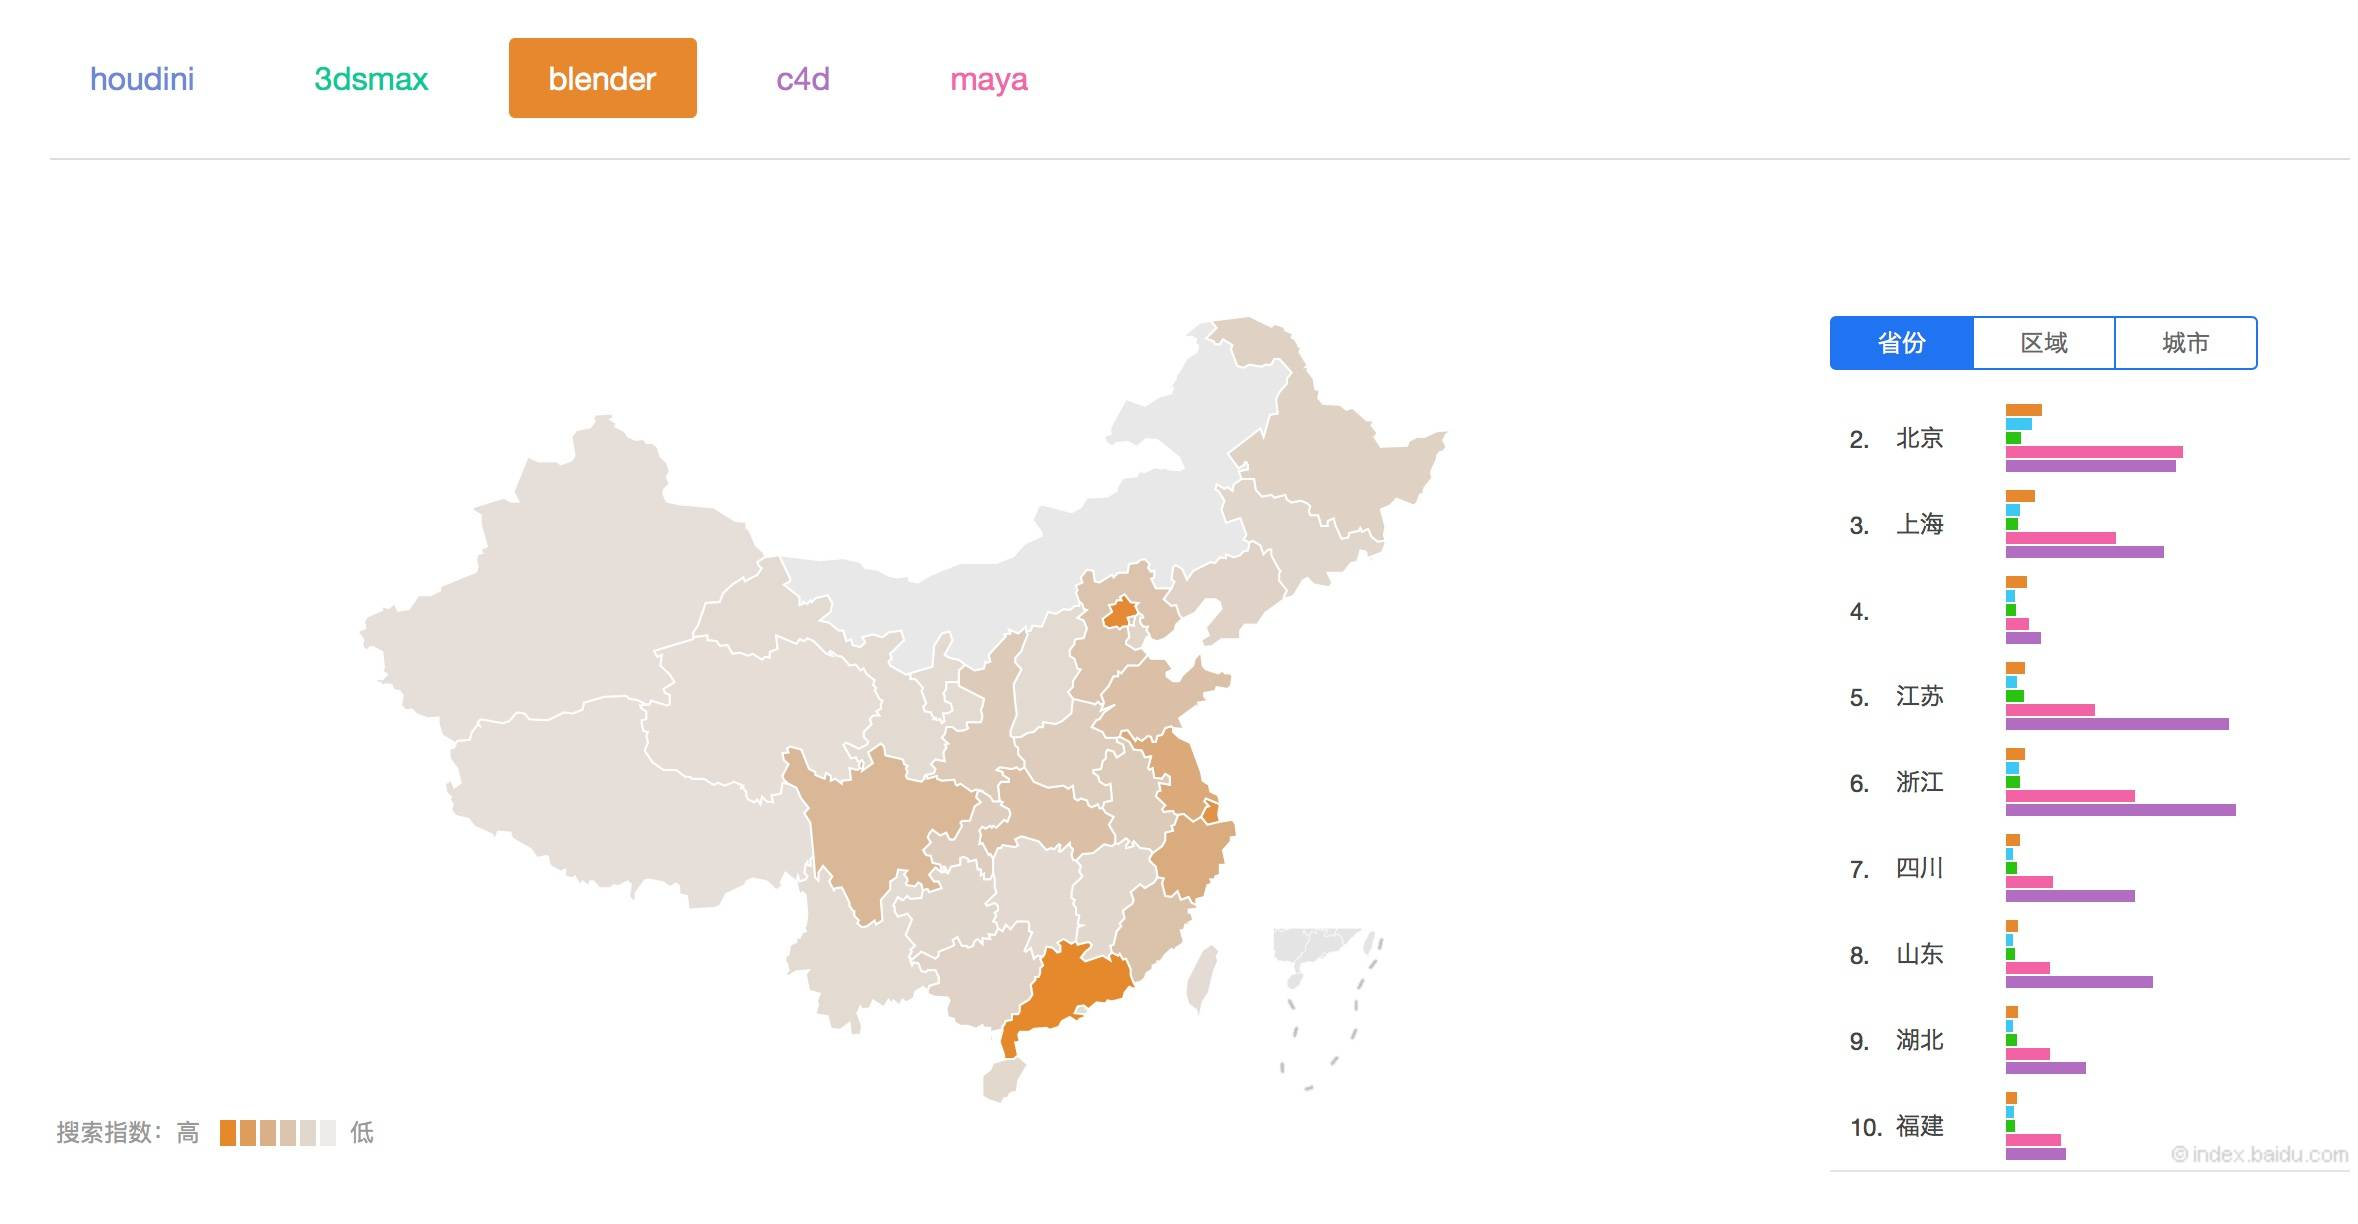 houdini
3dsmax
blender
c4d
maya
省份
区域
城市
2. 北京
3. 上海
4.
5. 江苏
6. 浙江
7. 四川
8. 山东
9. 湖北
10. 福建
搜索指数：高
低
© index.baidu.com